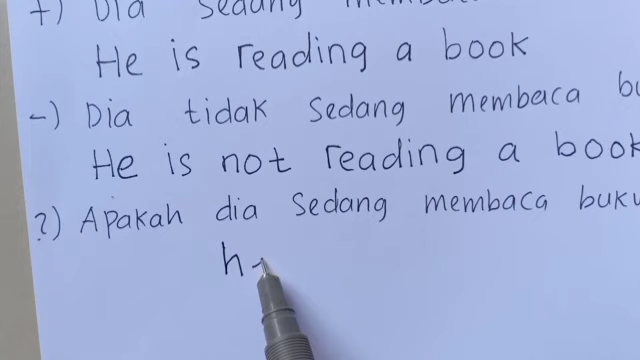 +) Dia sedang
He is reading a book
-) Dia tidak sedang membaca
He is not reading a book
?) Apakah dia sedang membaca buku
h